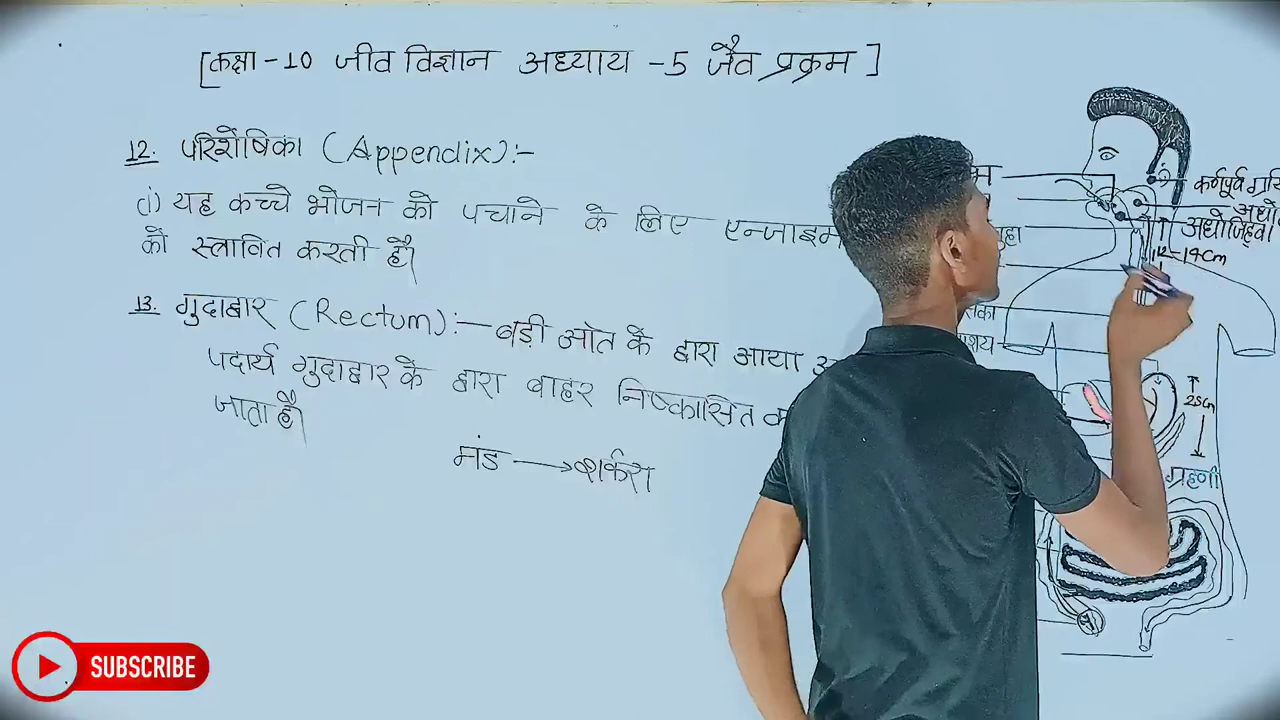 [कक्षा -10 जीव विज्ञान अध्याय -5 जैव प्रक्रम ]
12. परिशेषिका (Appendix):-
(i) यह कच्चे भोजन को पचाने के लिए एन्जाइम
को स्त्रावित करती है।
13. गुदाद्वार (Rectum):- बड़ी आंत के द्वारा आया
पदार्थ गुदाद्वार के द्वारा बाहर निष्कासित
जाता है।
मंड → शर्करा
कर्णपूर्व
अधो
अधोजिह्वा
12-14cm
25cm
ग्रहणी
SUBSCRIBE